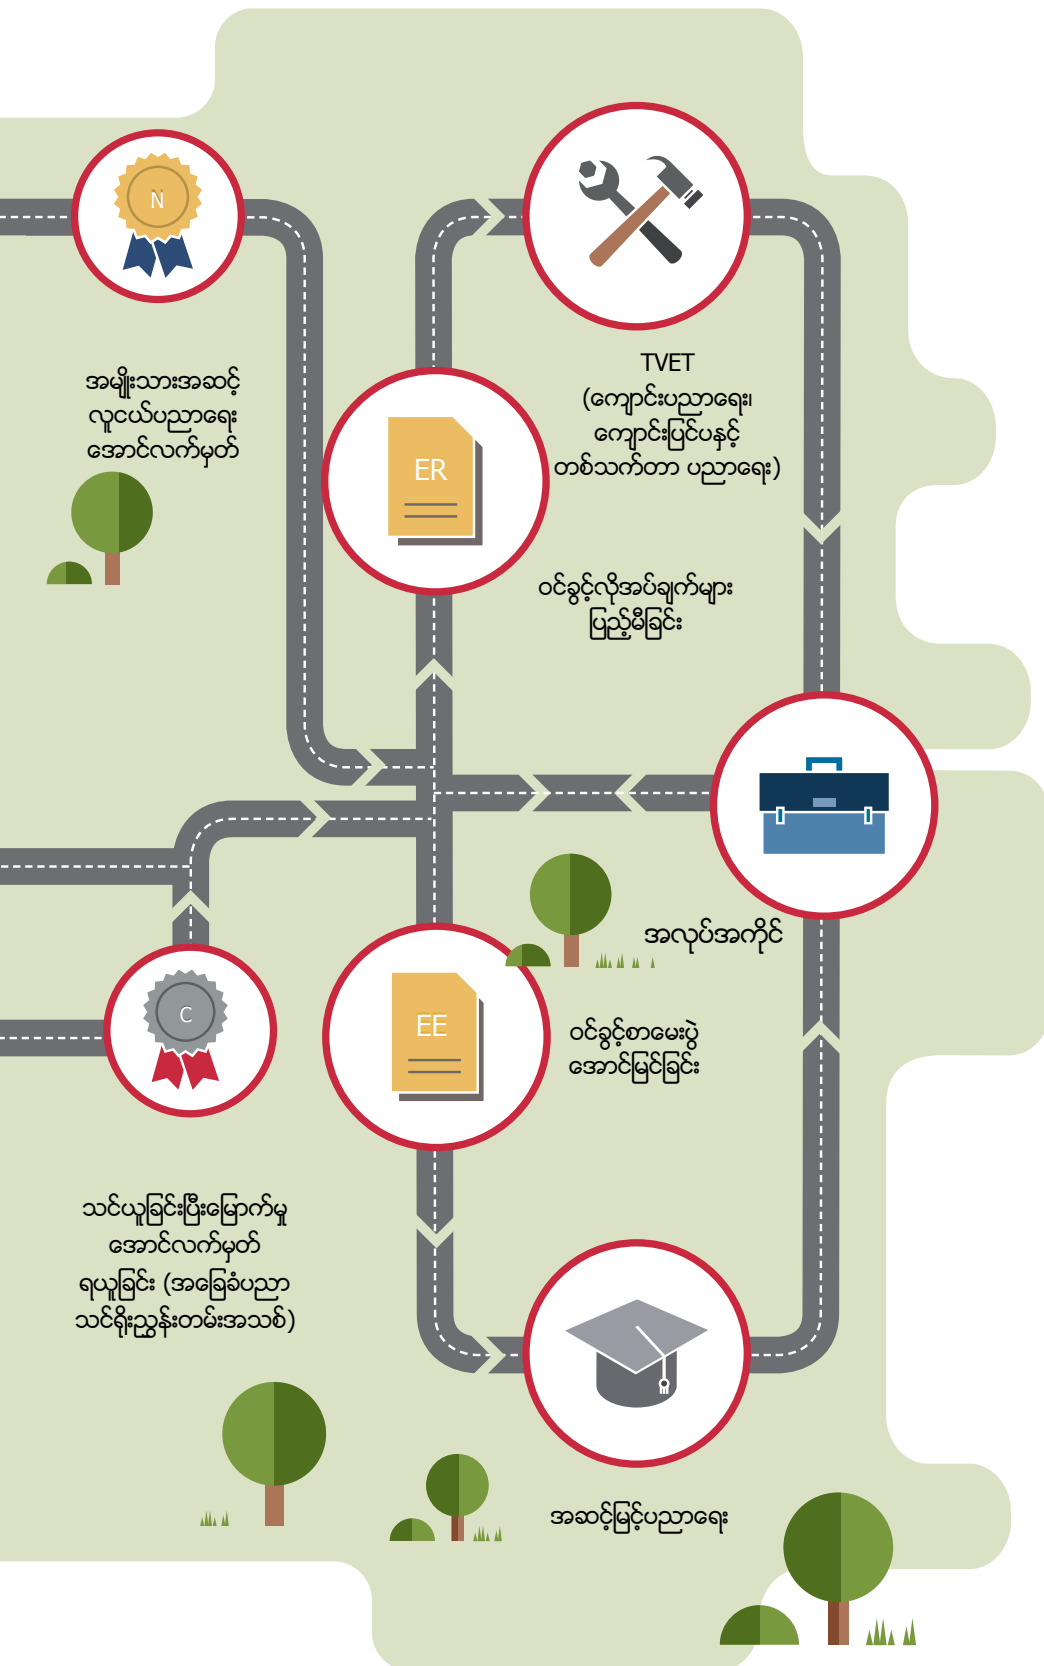 N
အမျိုးသားအဆင့်
လူငယ်ပညာရေး
အောင်လက်မှတ်
TVET
(ကျောင်းပညာရေး၊
ကျောင်းပြင်ပနှင့်
တစ်သက်တာ ပညာရေး)
ER
ဝင်ခွင့်လိုအပ်ချက်များ
ပြည့်မီခြင်း
အလုပ်အကိုင်
C
EE
ဝင်ခွင့်စာမေးပွဲ
အောင်မြင်ခြင်း
သင်ယူခြင်းပြီးမြောက်မှု
အောင်လက်မှတ်
ရယူခြင်း (အခြေခံပညာ
သင်ရိုးညွှန်းတမ်းအသစ်)
အဆင့်မြင့်ပညာရေး